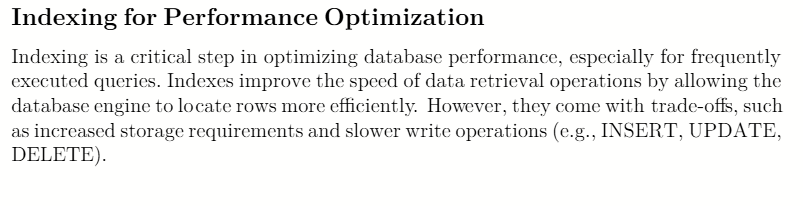 Indexing for Performance Optimization
Indexing is a critical step in optimizing database performance, especially for frequently
executed queries. Indexes improve the speed of data retrieval operations by allowing the
database engine to locate rows more efficiently. However, they come with trade-offs, such
as increased storage requirements and slower write operations (e.g., INSERT, UPDATE,
DELETE).